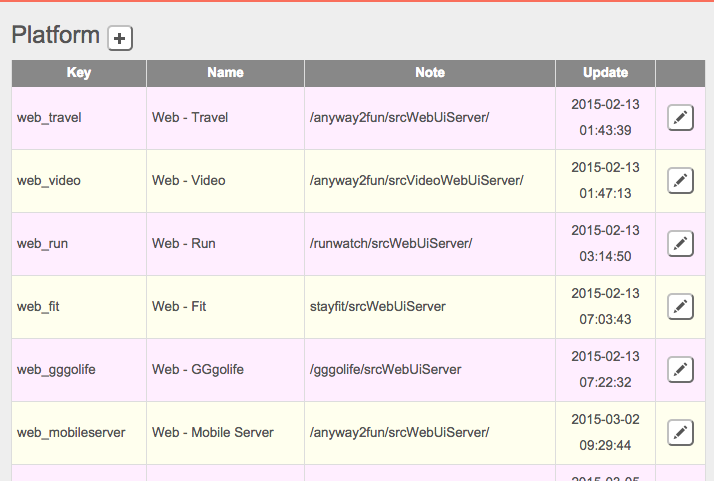 Platform
Key Name Note Update
web_travel Web - Travel /anyway2fun/srcWebUiServer/ 2015-02-13
01:43:39
web_video Web - Video /anyway2fun/srcVideoWebUiServer/ 2015-02-13
01:47:13
web_run Web - Run /runwatch/srcWebUiServer/ 2015-02-13
03:14:50
web_fit Web - Fit stayfit/srcWebUiServer 2015-02-13
07:03:43
web_gggolife Web - GGgolife /gggolife/srcWebUiServer 2015-02-13
07:22:32
web_mobileserver Web - Mobile Server /anyway2fun/srcWebUiServer/ 2015-03-02
09:29:44
2015-03-05